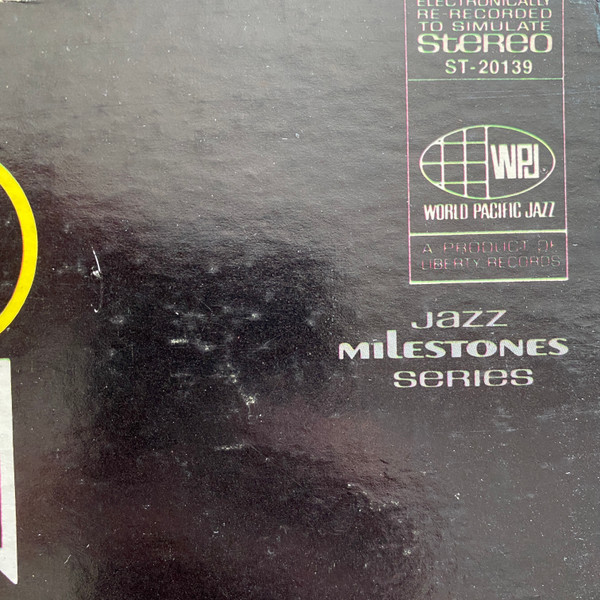 ELECTRONICALLY
RE-RECORDED
TO SIMULATE
STEREO
ST-20139
WPJ
WORLD PACIFIC JAZZ
A PRODUCT OF
LIBERTY RECORDS
Jazz
MILESTONES
SERIES